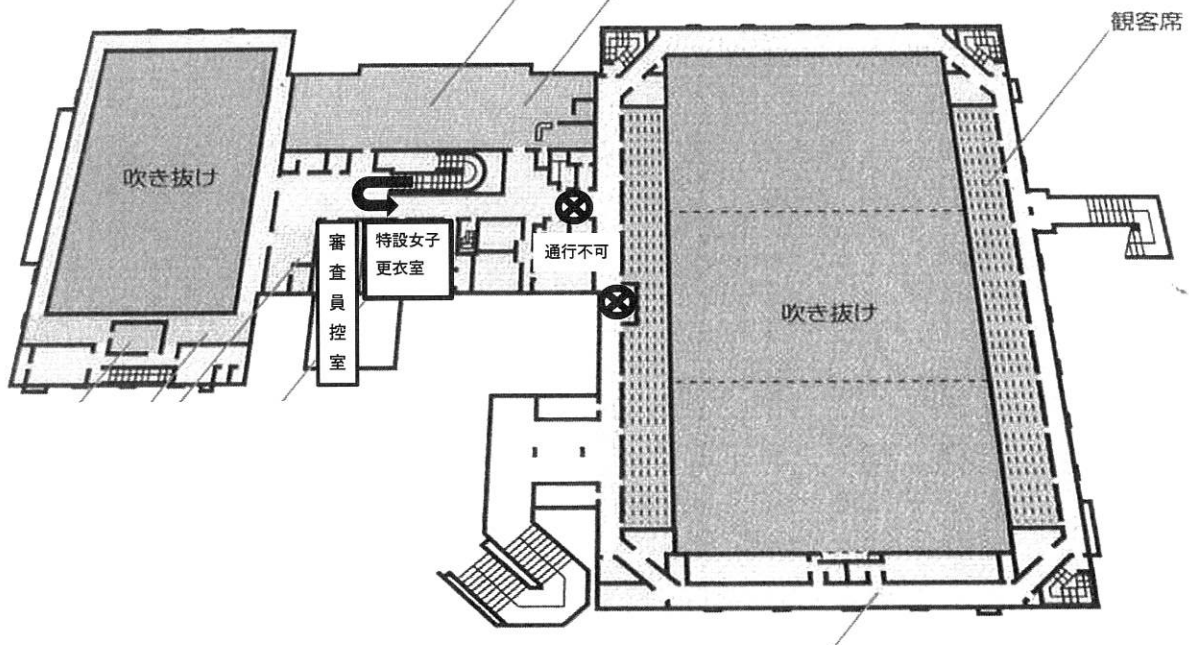 観客席
吹き抜け
審査員控室
特設女子
更衣室
通行不可
吹き抜け